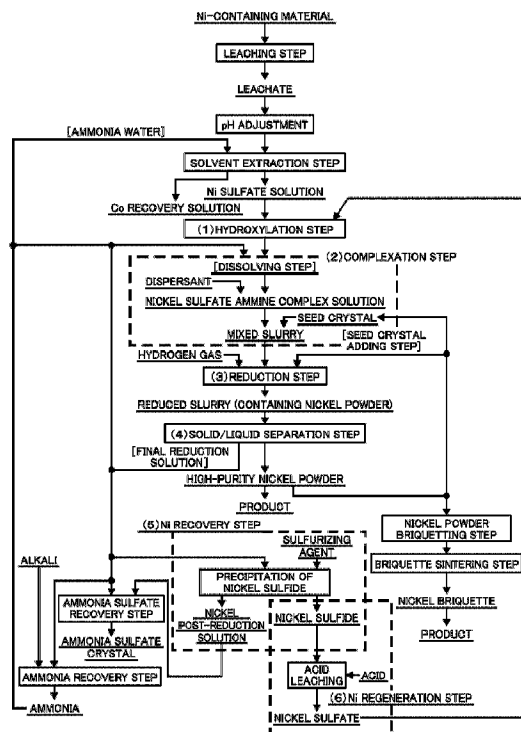 Ni-CONTAINING MATERIAL
LEACHING STEP
LEACHATE
[AMMONIA WATER]
pH ADJUSTMENT
SOLVENT EXTRACTION STEP
Ni SULFATE SOLUTION
Co RECOVERY SOLUTION
(1)HYDROXYLATION STEP
(2)COMPLEXATION STEP
[DISSOLVING STEP]
DISPERSANT
NICKEL SULFATE AMMINE COMPLEX SOLUTION
SEED CRYSTAL
MIXED SLURRY
[SEED CRYSTAL
ADDING STEP]
HYDROGEN GAS
(3)REDUCTION STEP
REDUCED SLURRY (CONTAINING NICKEL POWDER)
(4)SOLID/LIQUID SEPARATION STEP
[FINAL REDUCTION
SOLUTION]
HIGH-PURITY NICKEL POWDER
PRODUCT
NICKEL POWDER
BRIQUETTING STEP
BRIQUETTE SINTERING STEP
NICKEL BRIQUETTE
PRODUCT
(5)Ni RECOVERY STEP
SULFURIZING
AGENT
ALKALI
PRECIPITATION OF
NICKEL SULFIDE
AMMONIA SULFATE
RECOVERY STEP
NICKEL
POST-REDUCTION
SOLUTION
NICKEL SULFIDE
AMMONIA SULFATE
CRYSTAL
AMMONIA RECOVERY STEP
ACID
LEACHING
ACID
(6)Ni REGENERATION STEP
AMMONIA
NICKEL SULFATE